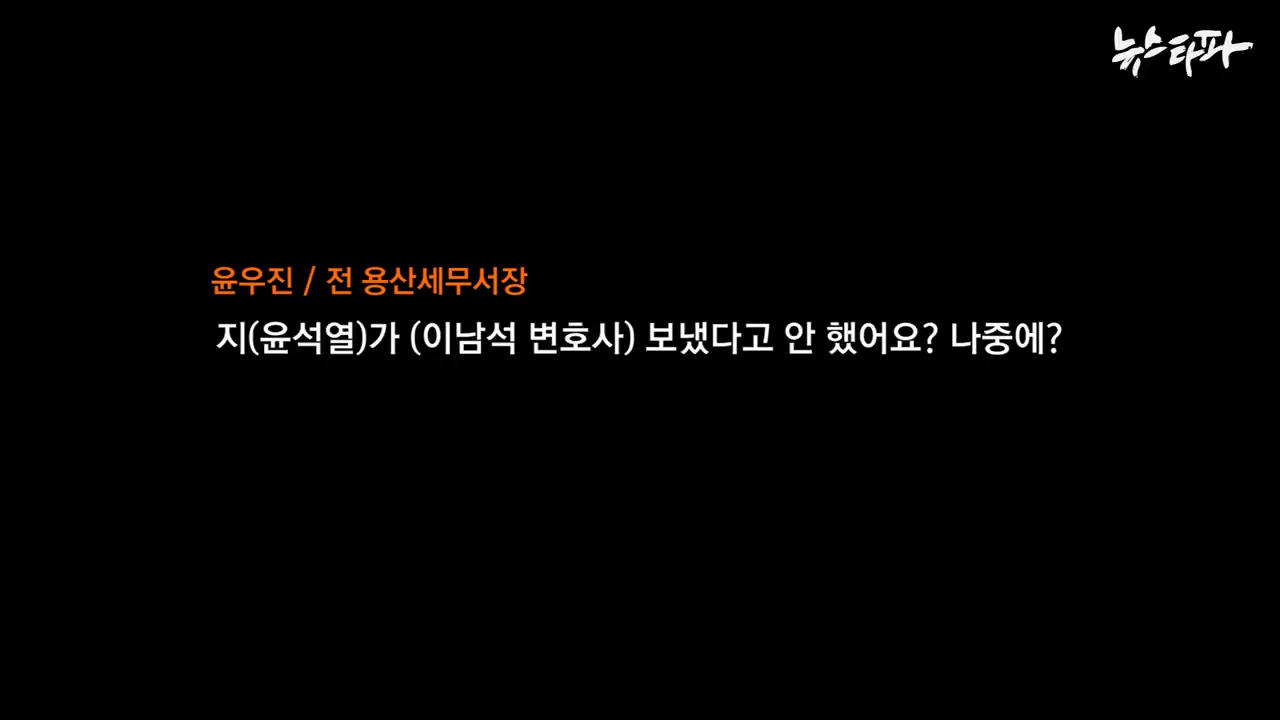 뉴스타파
윤우진 / 전 용산세무서장
지(윤석열)가 (이남석 변호사) 보냈다고 안 했어요? 나중에?